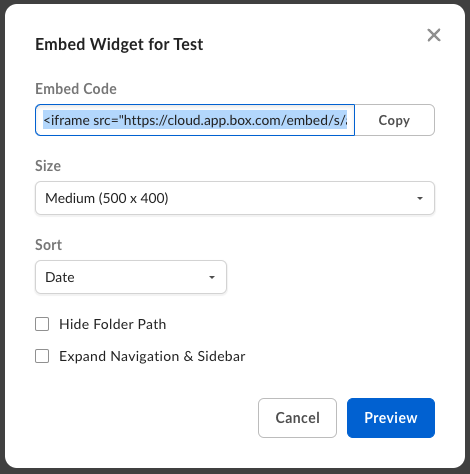 Embed Widget for Test
Embed Code
<iframe src="https://cloud.app.box.com/embed/s/
Copy
Size
Medium (500 x 400)
Sort
Date
Hide Folder Path
Expand Navigation & Sidebar
Cancel
Preview